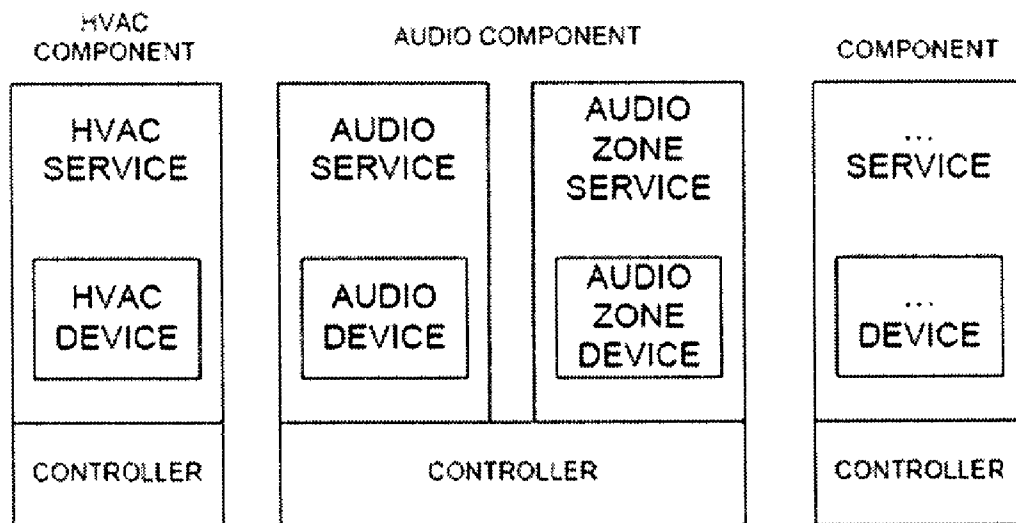 HVAC
COMPONENT
AUDIO COMPONENT
COMPONENT
HVAC
SERVICE
AUDIO
SERVICE
AUDIO
ZONE
SERVICE
...
SERVICE
HVAC
DEVICE
AUDIO
DEVICE
AUDIO
ZONE
DEVICE
...
DEVICE
CONTROLLER
CONTROLLER
CONTROLLER